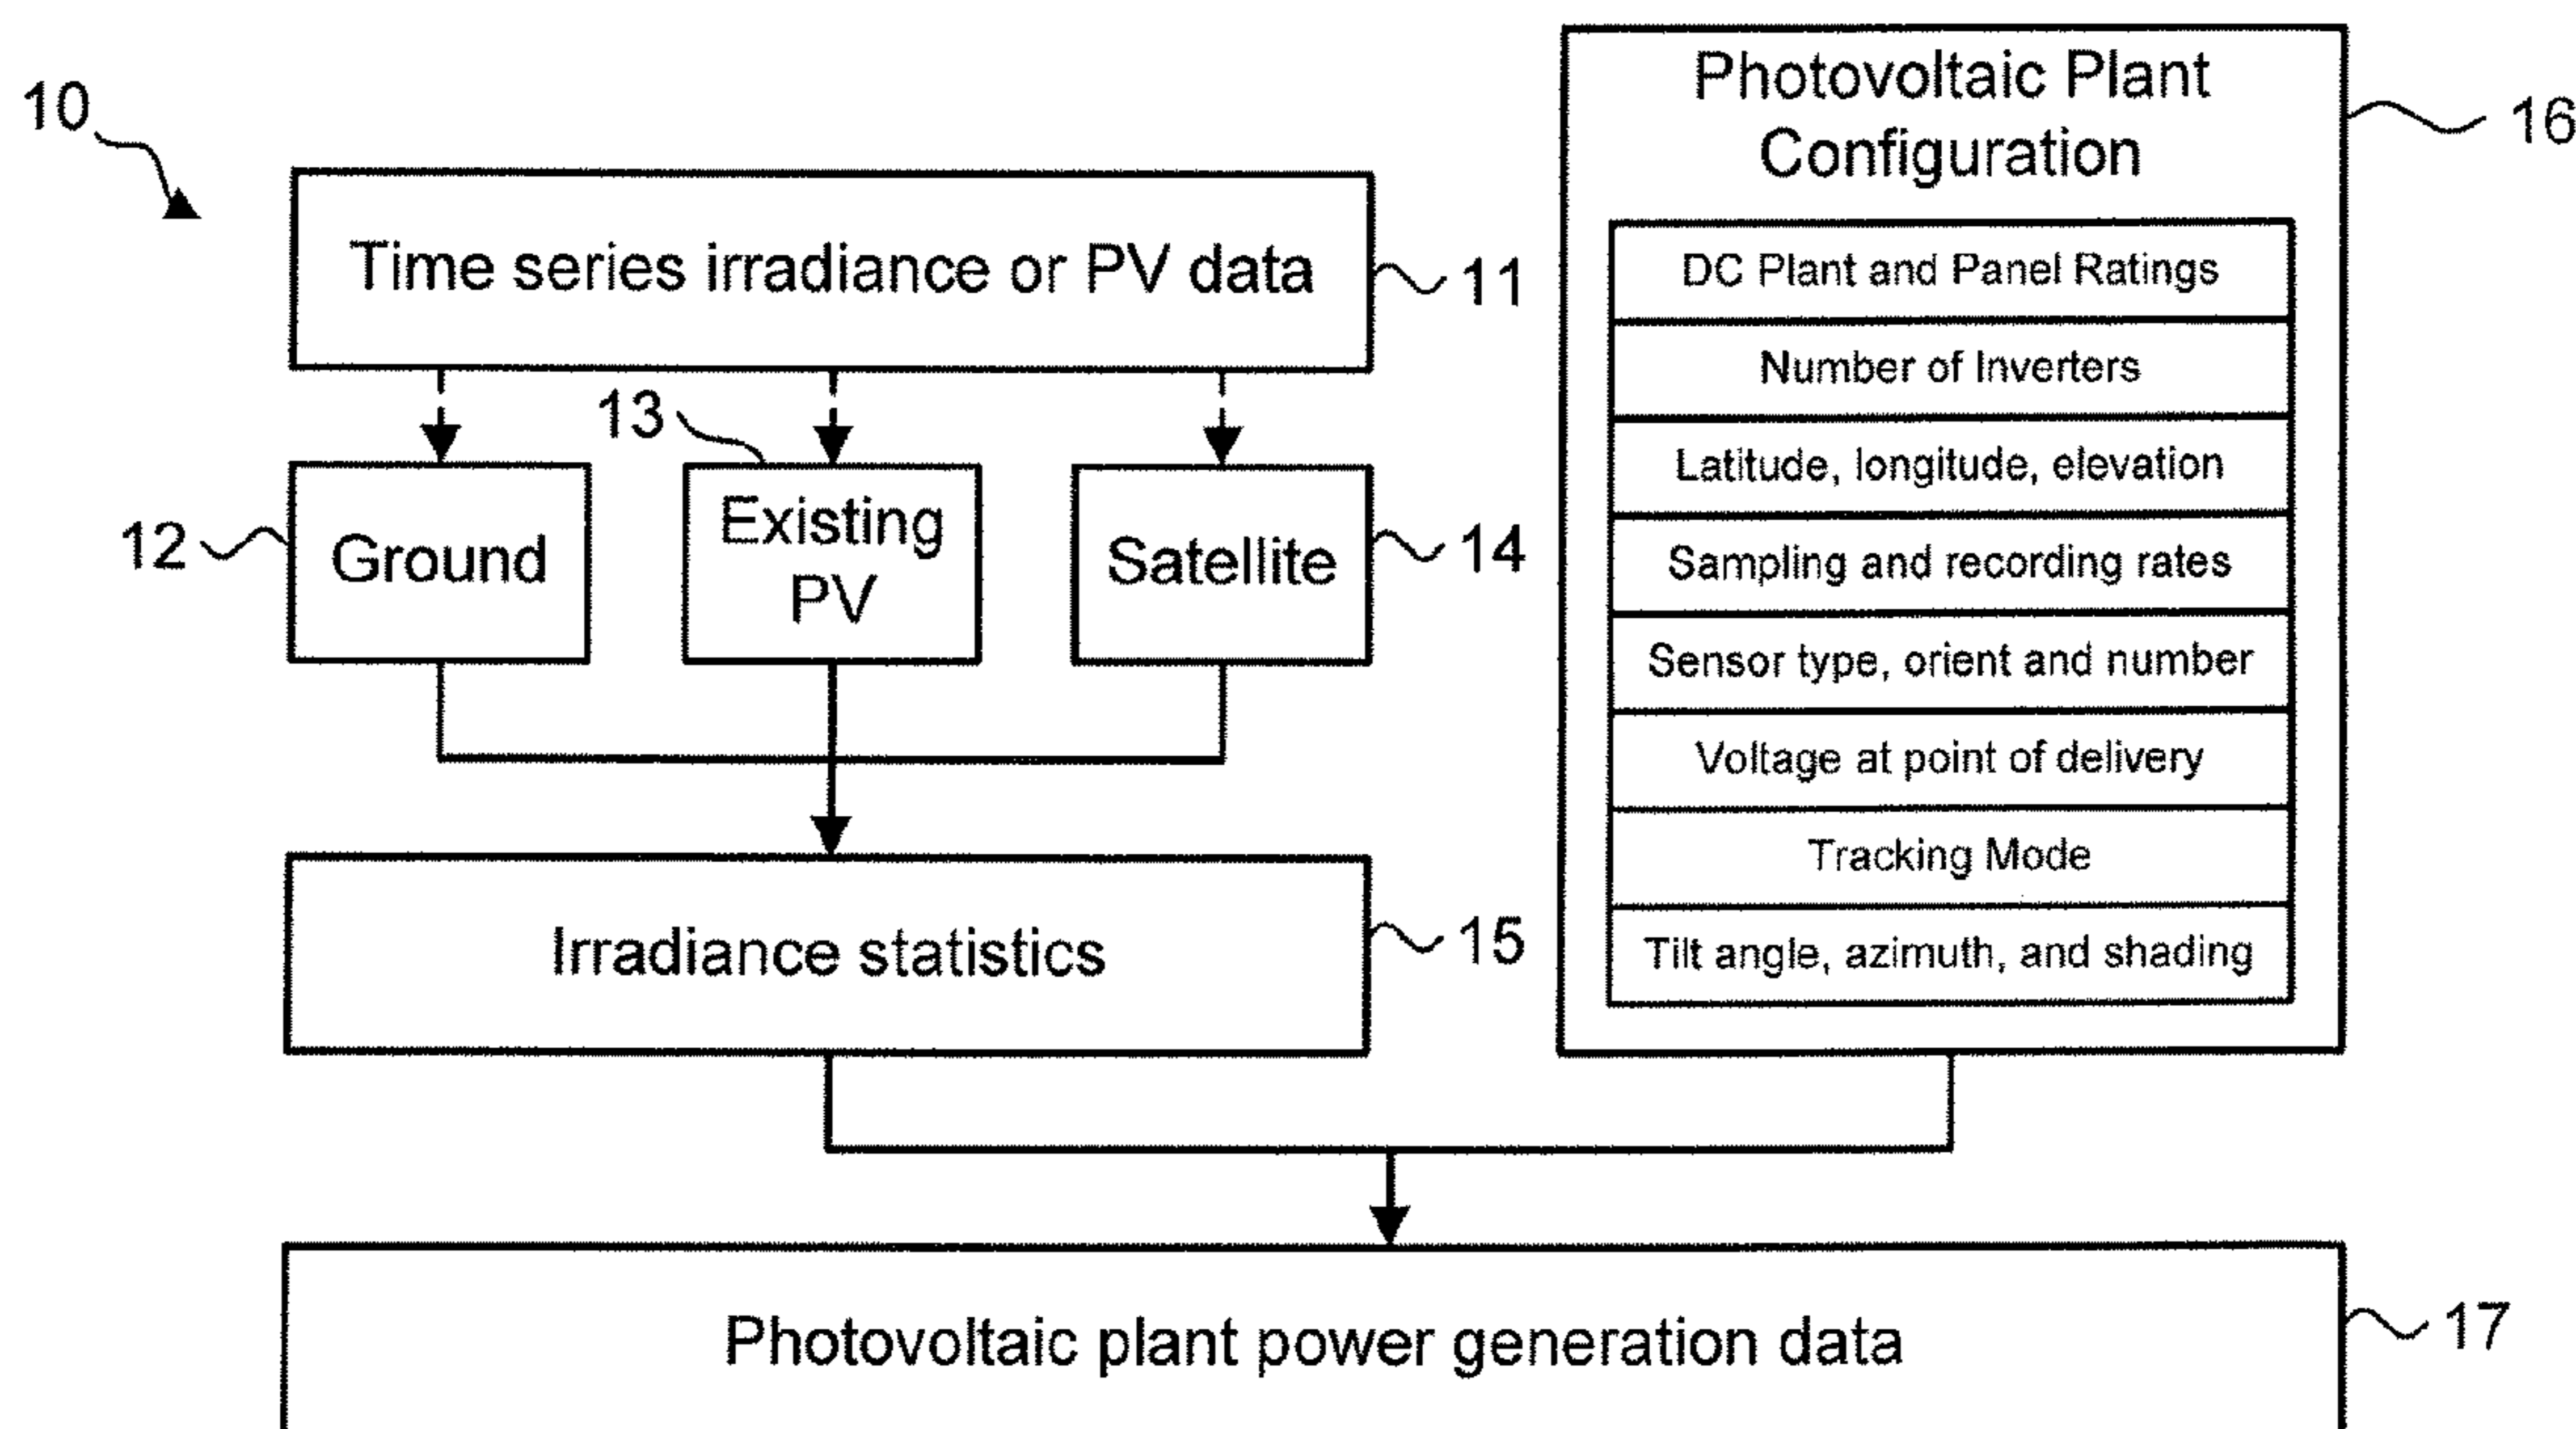 10
Time series irradiance or PV data
11
13
12
Ground
Existing
PV
Satellite
14
Irradiance statistics
15
Photovoltaic Plant
Configuration
16
DC Plant and Panel Ratings
Number of Inverters
Latitude, longitude, elevation
Sampling and recording rates
Sensor type, orient and number
Voltage at point of delivery
Tracking Mode
Tilt angle, azimuth, and shading
Photovoltaic plant power generation data
17